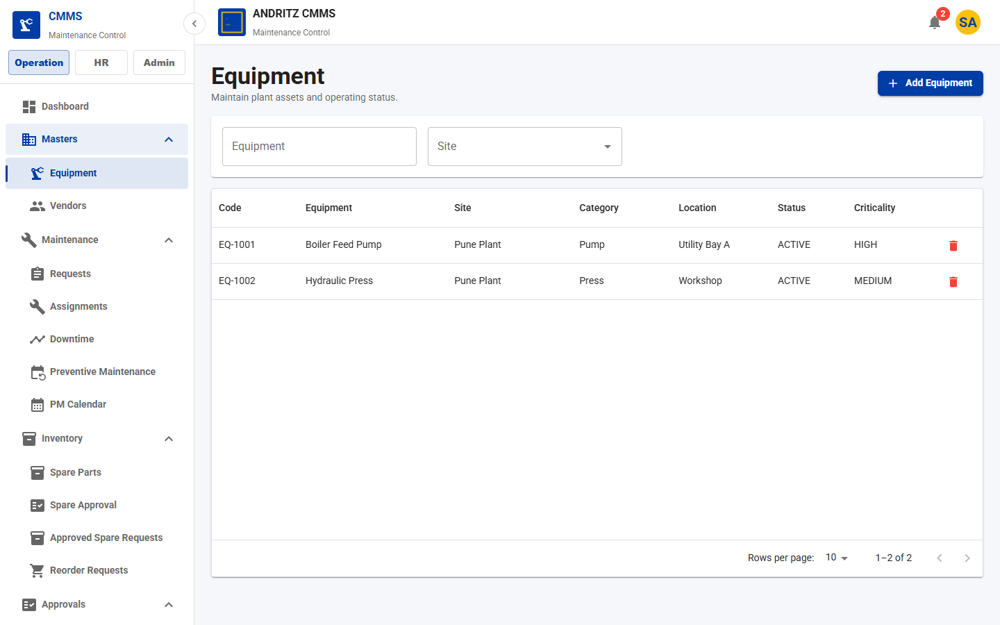 CMMS
Maintenance Control
Operation
HR
Admin
Dashboard
Masters
Equipment
Vendors
Maintenance
Requests
Assignments
Downtime
Preventive Maintenance
PM Calendar
Inventory
Spare Parts
Spare Approval
Approved Spare Requests
Reorder Requests
Approvals
ANDRITZ CMMS
Maintenance Control
2
SA
Equipment
Maintain plant assets and operating status.
Add Equipment
Equipment
Site
Code Equipment Site Category Location Status Criticality
EQ-1001 Boiler Feed Pump Pune Plant Pump Utility Bay A ACTIVE HIGH
EQ-1002 Hydraulic Press Pune Plant Press Workshop ACTIVE MEDIUM
Rows per page: 10 1–2 of 2